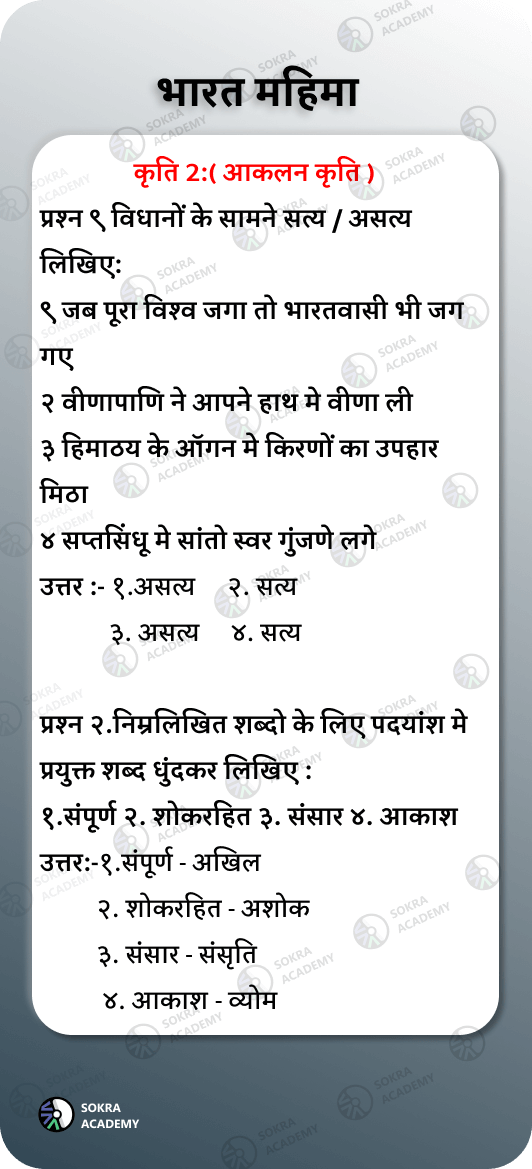 भारत महिमा
कृति 2:( आकलन कृति )
प्रश्न ९ विधानों के सामने सत्य / असत्य
लिखिए:
९ जब पूरा विश्व जगा तो भारतवासी भी जग
गए
२ वीणापाणि ने आपने हाथ मे वीणा ली
३ हिमाठय के ऑगन मे किरणों का उपहार
मिठा
४ सप्तसिंधू मे सांतो स्वर गुंजणे लगे
उत्तर :- १.असत्य २. सत्य
३. असत्य ४. सत्य
प्रश्न २.निम्रलिखित शब्दो के लिए पदयांश मे
प्रयुक्त शब्द धुंदकर लिखिए :
१.संपूर्ण २. शोकरहित ३. संसार ४. आकाश
उत्तर:-१.संपूर्ण - अखिल
२. शोकरहित - अशोक
३. संसार - संसृति
४. आकाश - व्योम
SOKRA
ACADEMY